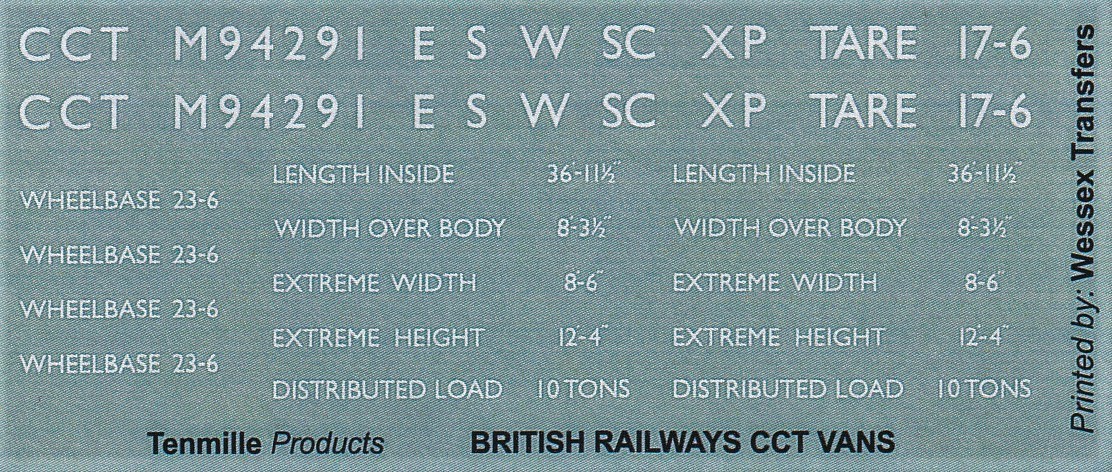 CCT M94291 E S W SC XP TARE 17-6
CCT M94291 E S W SC XP TARE 17-6
WHEELBASE 23-6
WHEELBASE 23-6
WHEELBASE 23-6
WHEELBASE 23-6
LENGTH INSIDE 36'-11½"
WIDTH OVER BODY 8'-3½"
EXTREME WIDTH 8'-6"
EXTREME HEIGHT 12'-4"
DISTRIBUTED LOAD 10 TONS
LENGTH INSIDE 36'-11½"
WIDTH OVER BODY 8'-3½"
EXTREME WIDTH 8'-6"
EXTREME HEIGHT 12'-4"
DISTRIBUTED LOAD 10 TONS
Tenmille Products BRITISH RAILWAYS CCT VANS
Printed by: Wessex Transfers